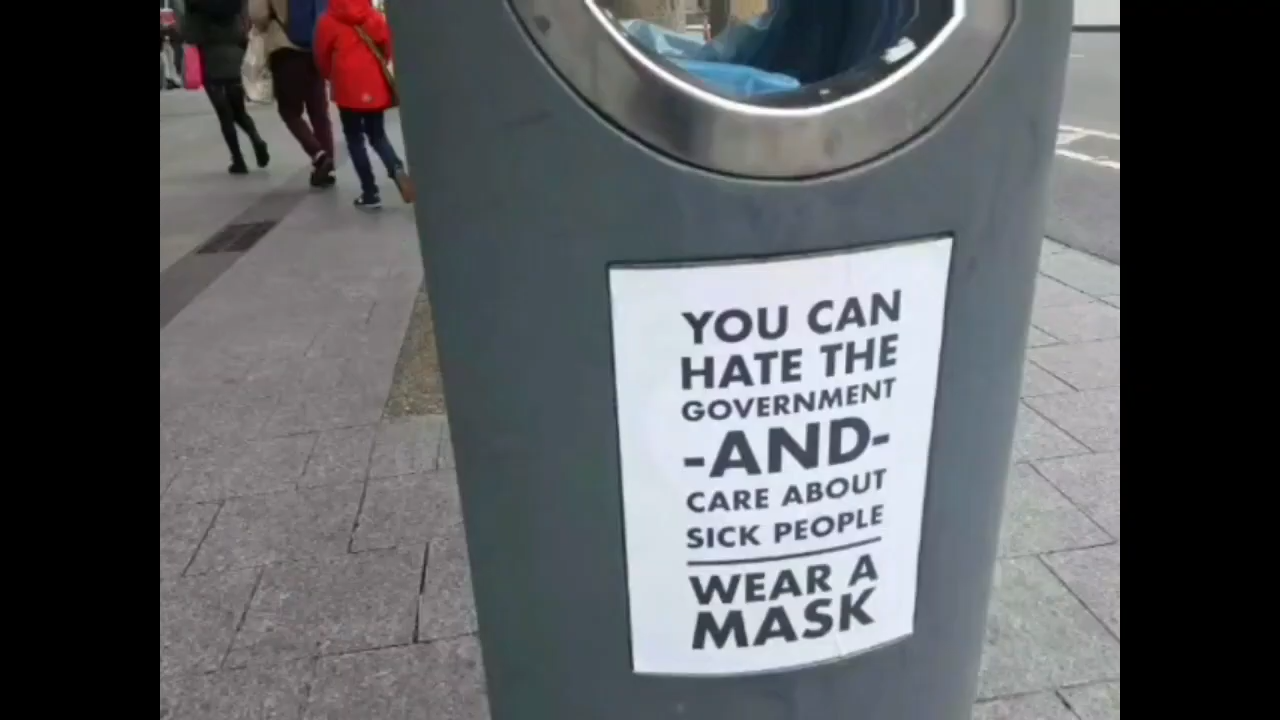 YOU CAN
HATE THE
GOVERNMENT
-AND-
CARE ABOUT
SICK PEOPLE
WEAR A
MASK